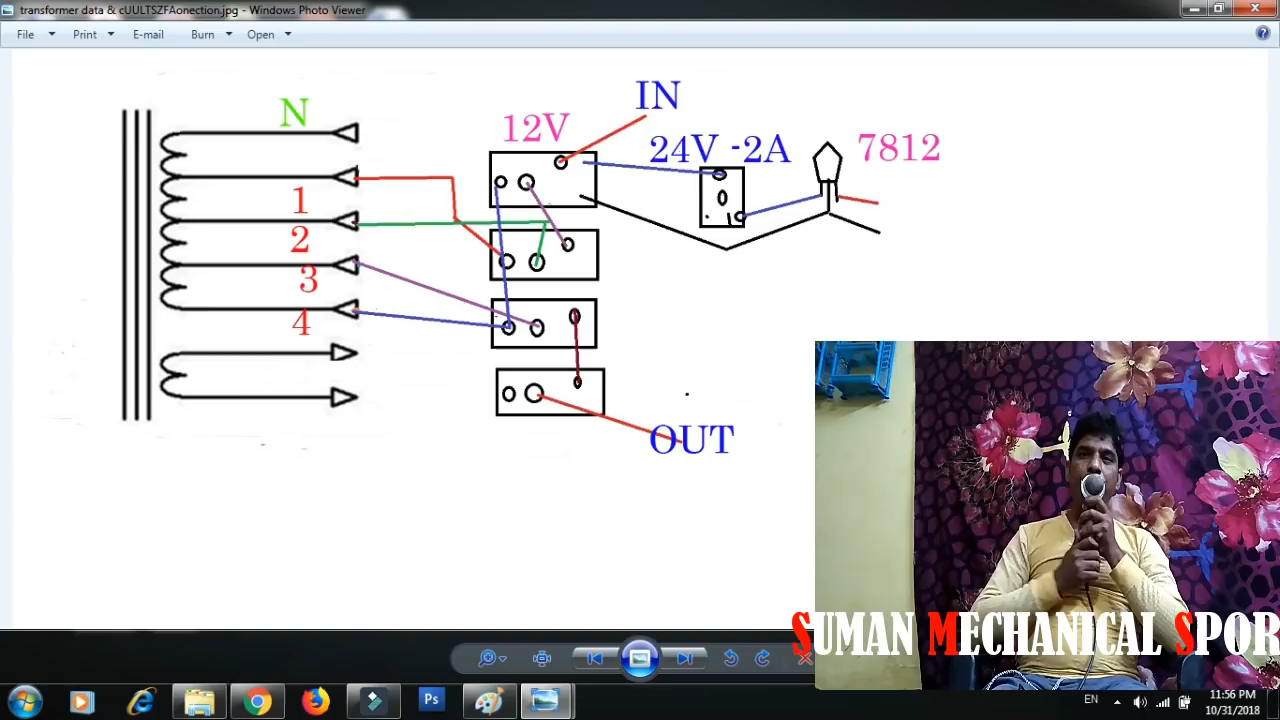 transformer data & cUULTSZFAonection.jpg - Windows Photo Viewer
File Print E-mail Burn Open
N
1
2
3
4
12V
IN
24V -2A
7812
OUT
SUMAN MECHANICAL SPOR
Ps
EN
11:56 PM
10/31/2018